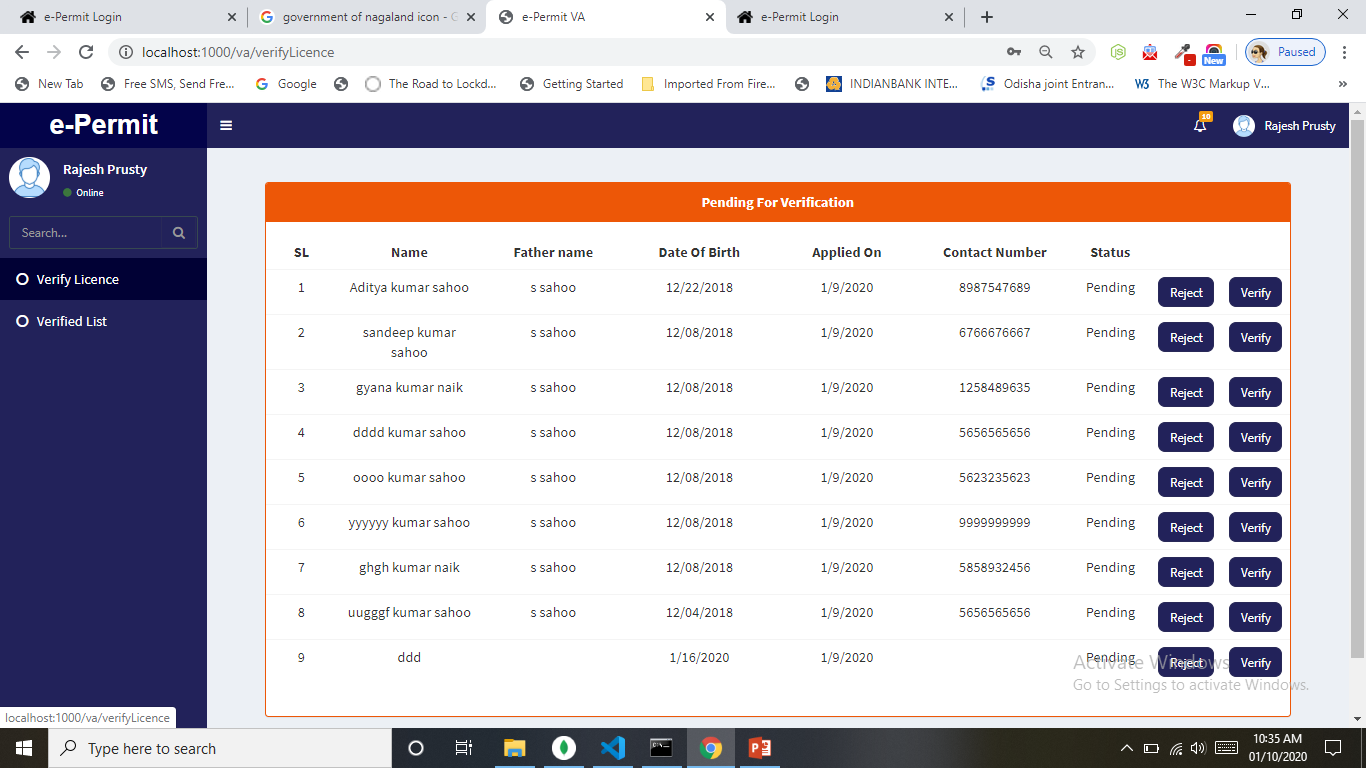 e-Permit Login
government of nagaland icon - G
e-Permit VA
e-Permit Login
localhost:1000/va/verifyLicence
New
Paused
New Tab
Free SMS, Send Fre...
Google
The Road to Lockd...
Getting Started
Imported From Fire...
INDIANBANK INTE...
Odisha joint Entran...
The W3C Markup V...
e-Permit
10
Rajesh Prusty
Rajesh Prusty
Online
Search...
Verify Licence
Verified List
Pending For Verification
SL Name Father name Date Of Birth Applied On Contact Number Status
1 Aditya kumar sahoo s sahoo 12/22/2018 1/9/2020 8987547689 Pending Reject Verify
2 sandeep kumar s sahoo 12/08/2018 1/9/2020 6766676667 Pending Reject Verify
sahoo
3 gyana kumar naik s sahoo 12/08/2018 1/9/2020 1258489635 Pending Reject Verify
4 dddd kumar sahoo s sahoo 12/08/2018 1/9/2020 5656565656 Pending Reject Verify
5 oooo kumar sahoo s sahoo 12/08/2018 1/9/2020 5623235623 Pending Reject Verify
6 yyyyyy kumar sahoo s sahoo 12/08/2018 1/9/2020 9999999999 Pending Reject Verify
7 ghgh kumar naik s sahoo 12/08/2018 1/9/2020 5858932456 Pending Reject Verify
8 uugggf kumar sahoo s sahoo 12/04/2018 1/9/2020 5656565656 Pending Reject Verify
9 ddd 1/16/2020 1/9/2020 Pending Reject Verify
Activate Windows
Go to Settings to activate Windows.
localhost:1000/va/verifyLicence
Type here to search
10:35 AM
01/10/2020